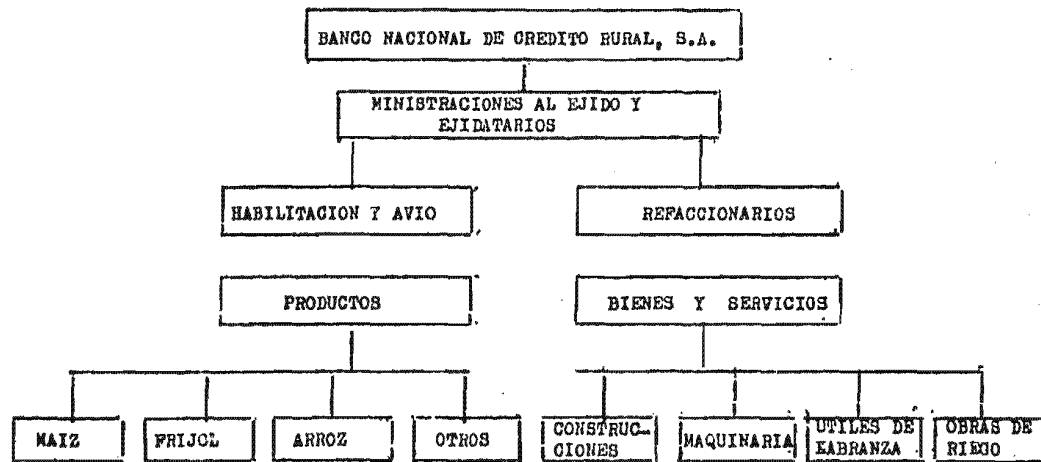 BANCO NACIONAL DE CREDITO RURAL, S.A.
MINISTRACIONES AL EJIDO Y
EJIDATARIOS
HABILITACION Y AVIO
REFACCIONARIOS
PRODUCTOS
BIENES Y SERVICIOS
MAIZ
FRIJOL
ARROZ
OTROS
CONSTRUC-
CIONES
MAQUINARIA
UTILES DE
KABRANZA
OBRAS DE
RIEGO